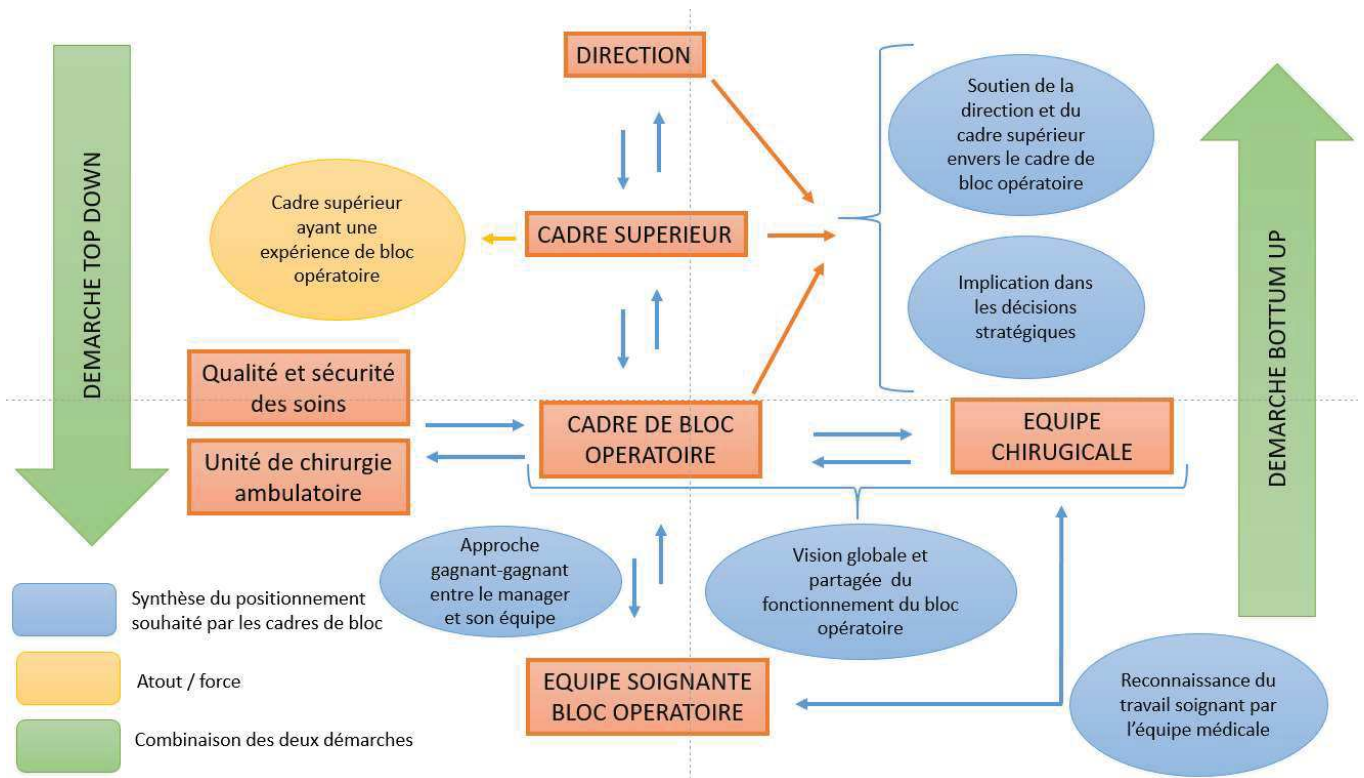 DEMARCHE TOP DOWN
DIRECTION
Soutien de la
direction et du
cadre supérieur
envers le cadre de
bloc opératoire
DEMARCHE BOTTUM UP
Cadre supérieur
ayant une
expérience de bloc
opératoire
CADRE SUPERIEUR
Implication dans
les décisions
stratégiques
Qualité et sécurité
des soins
Unité de chirurgie
ambulatoire
CADRE DE BLOC
OPERATOIRE
EQUIPE
CHIRUGICALE
Approche
gagnant-gagnant
entre le manager
et son équipe
Vision globale et
partagée du
fonctionnement du bloc
opératoire
Synthèse du positionnement
souhaité par les cadres de bloc
Atout / force
Combinaison des deux démarches
EQUIPE SOIGNANTE
BLOC OPERATOIRE
Reconnaissance du
travail soignant par
l'équipe médicale